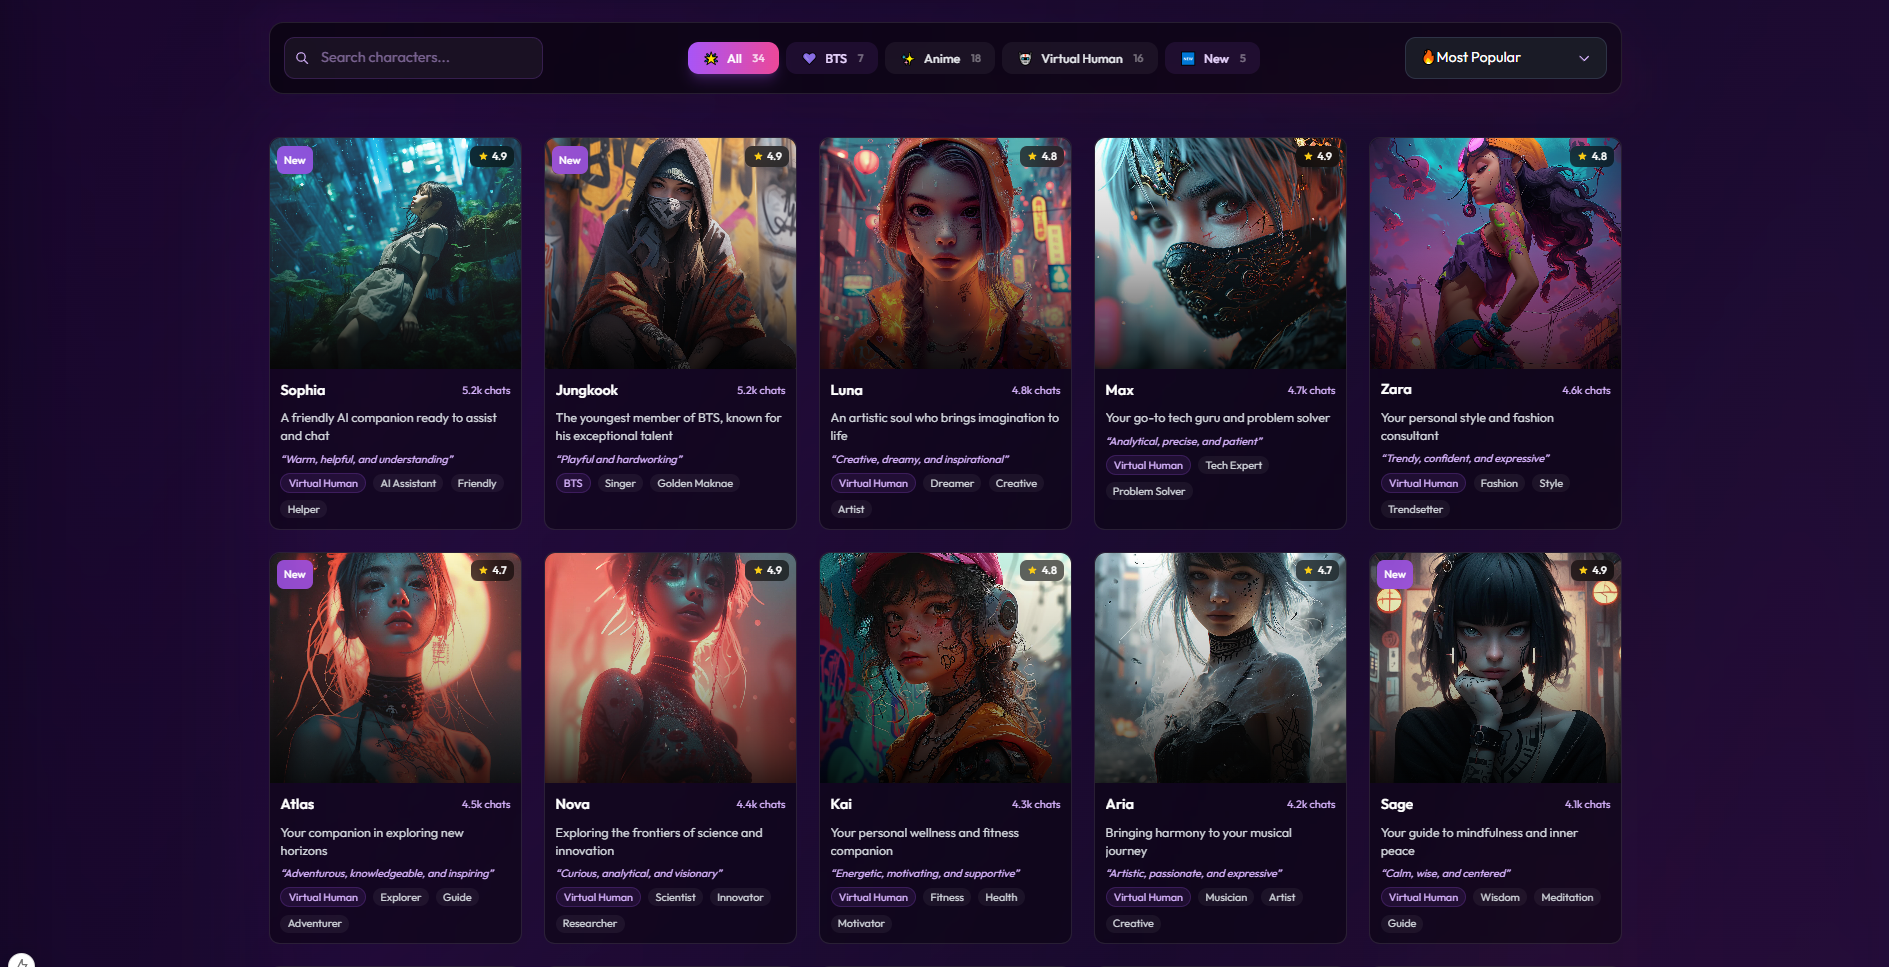 Search characters...
All 34
BTS 7
Anime 18
Virtual Human 16
NEW New 5
Most Popular
New
4.9
New
4.9
4.8
4.9
4.8
Sophia 5.2k chats
A friendly AI companion ready to assist
and chat
“Warm, helpful, and understanding”
Virtual Human AI Assistant Friendly
Helper
Jungkook 5.2k chats
The youngest member of BTS, known for
his exceptional talent
“Playful and hardworking”
BTS Singer Golden Maknae
Luna 4.8k chats
An artistic soul who brings imagination to
life
“Creative, dreamy, and inspirational”
Virtual Human Dreamer Creative
Artist
Max 4.7k chats
Your go-to tech guru and problem solver
“Analytical, precise, and patient”
Virtual Human Tech Expert
Problem Solver
Zara 4.6k chats
Your personal style and fashion
consultant
“Trendy, confident, and expressive”
Virtual Human Fashion Style
Trendsetter
New
4.7
4.9
4.8
4.7
New
4.9
Atlas 4.5k chats
Your companion in exploring new
horizons
“Adventurous, knowledgeable, and inspiring”
Virtual Human Explorer Guide
Adventurer
Nova 4.4k chats
Exploring the frontiers of science and
innovation
“Curious, analytical, and visionary”
Virtual Human Scientist Innovator
Researcher
Kai 4.3k chats
Your personal wellness and fitness
companion
“Energetic, motivating, and supportive”
Virtual Human Fitness Health
Motivator
Aria 4.2k chats
Bringing harmony to your musical
journey
“Artistic, passionate, and expressive”
Virtual Human Musician Artist
Creative
Sage 4.1k chats
Your guide to mindfulness and inner
peace
“Calm, wise, and centered”
Virtual Human Wisdom Meditation
Guide